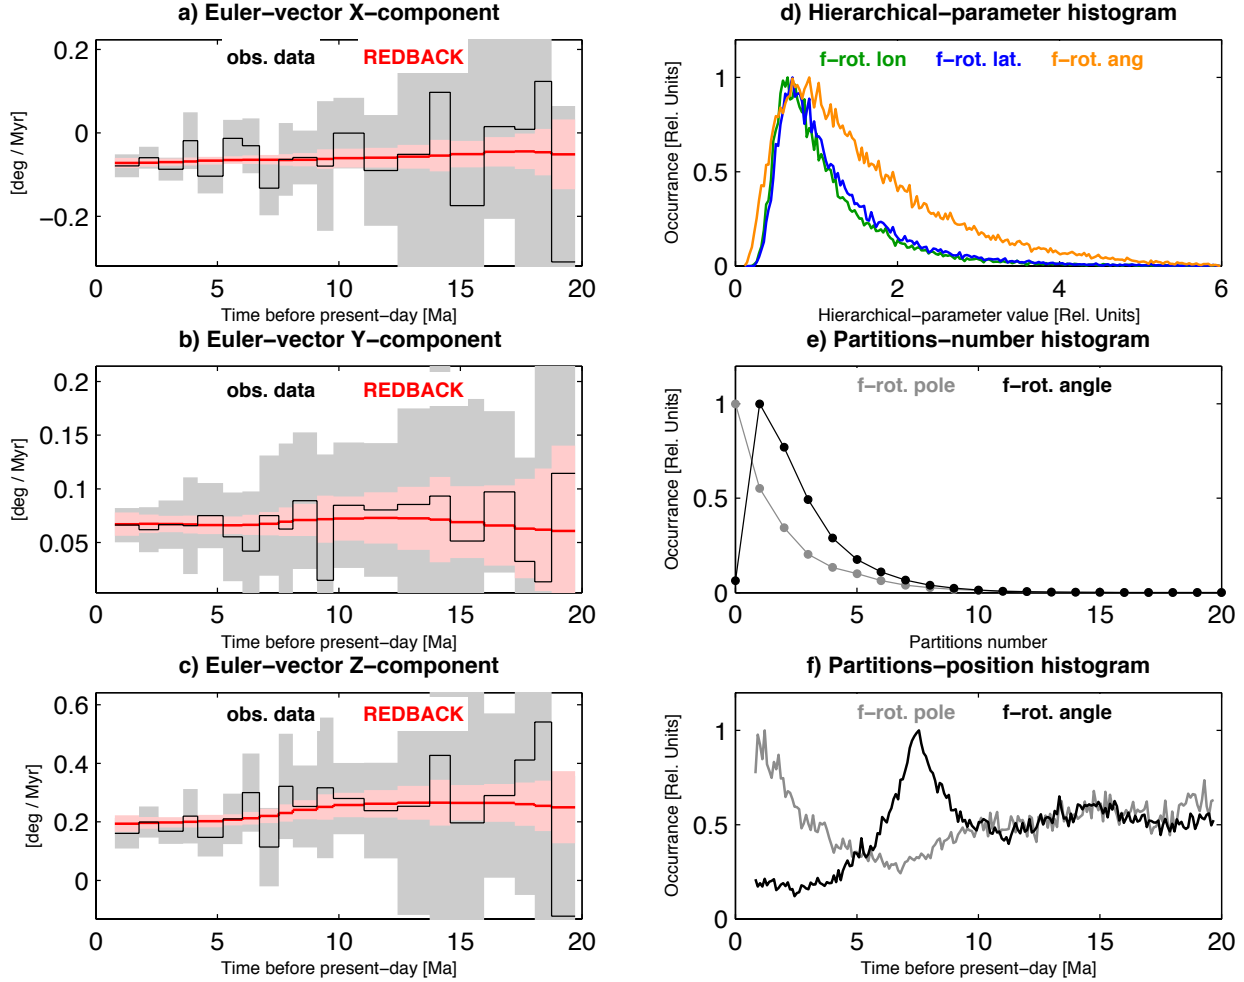 a) Euler−vector X−component
obs. data REDBACK
[deg / Myr]
0.2
0
−0.2
0 5 10 15 20
Time before present−day [Ma]
b) Euler−vector Y−component
obs. data REDBACK
[deg / Myr]
0.2
0.15
0.1
0.05
0 5 10 15 20
Time before present−day [Ma]
c) Euler−vector Z−component
obs. data REDBACK
[deg / Myr]
0.6
0.4
0.2
0
0 5 10 15 20
Time before present−day [Ma]
d) Hierarchical−parameter histogram
f−rot. lon f−rot. lat. f−rot. ang
Occurrance [Rel. Units]
1
0.5
0
0 2 4 6
Hierarchical−parameter value [Rel. Units]
e) Partitions−number histogram
f−rot. pole f−rot. angle
Occurrance [Rel. Units]
1
0.5
0
0 5 10 15 20
Partitions number
f) Partitions−position histogram
f−rot. pole f−rot. angle
Occurrance [Rel. Units]
1
0.5
0
0 5 10 15 20
Time before present−day [Ma]